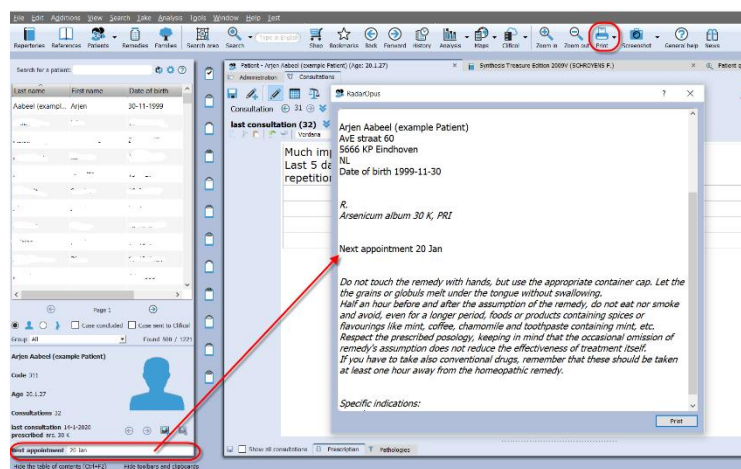 File Edit Additions View Search Take Analysis Tools Window Help Test
Repertories References Patients Remedies Families Search area Search Shop Bookmarks Back Forward History Analysis Maps Clifical Zoom in Zoom out Print Screenshot General help News
(Type in English)
Search for a patient:
Last name First name Date of birth
Aabeel (exampl... Arjen 30-11-1999
Page 1
Case concluded Case sent to Clifical
Group All Found 500 / 1221
Arjen Aabeel (example Patient)
Code 311
Age 20.1.27
Consultations 32
last consultation 14-1-2020
prescribed ars. 30 K
Next appointment 20 Jan
Hide the table of contents (Ctrl+F2) Hide toolbars and clipboards
Patient - Arjen Aabeel (example Patient) (Age: 20.1.27) Synthesis Treasure Edition 2009V (SCHROYENS F.)
Administration Consultations
Consultation 31
last consultation (32)
Verdana
Much imp
Last 5 da
repetition
Show all consultations Prescription Pathologies
KadarOpus
Arjen Aabeel (example Patient)
AvE straat 60
5666 KP Eindhoven
NL
Date of birth 1999-11-30
R.
Arsenicum album 30 K, PRI
Next appointment 20 Jan
Do not touch the remedy with hands, but use the appropriate container cap. Let the
the grains or globuls melt under the tongue without swallowing.
Half an hour before and after the assumption of the remedy, do not eat nor smoke
and avoid, even for a longer period, foods or products containing spices or
flavourings like mint, coffee, chamomile and toothpaste containing mint, etc.
Respect the prescribed posology, keeping in mind that the occasional omission of
remedy's assumption does not reduce the effectiveness of treatment itself.
If you have to take also conventional drugs, remember that these should be taken
at least one hour away from the homeopathic remedy.
Specific indications:
Print